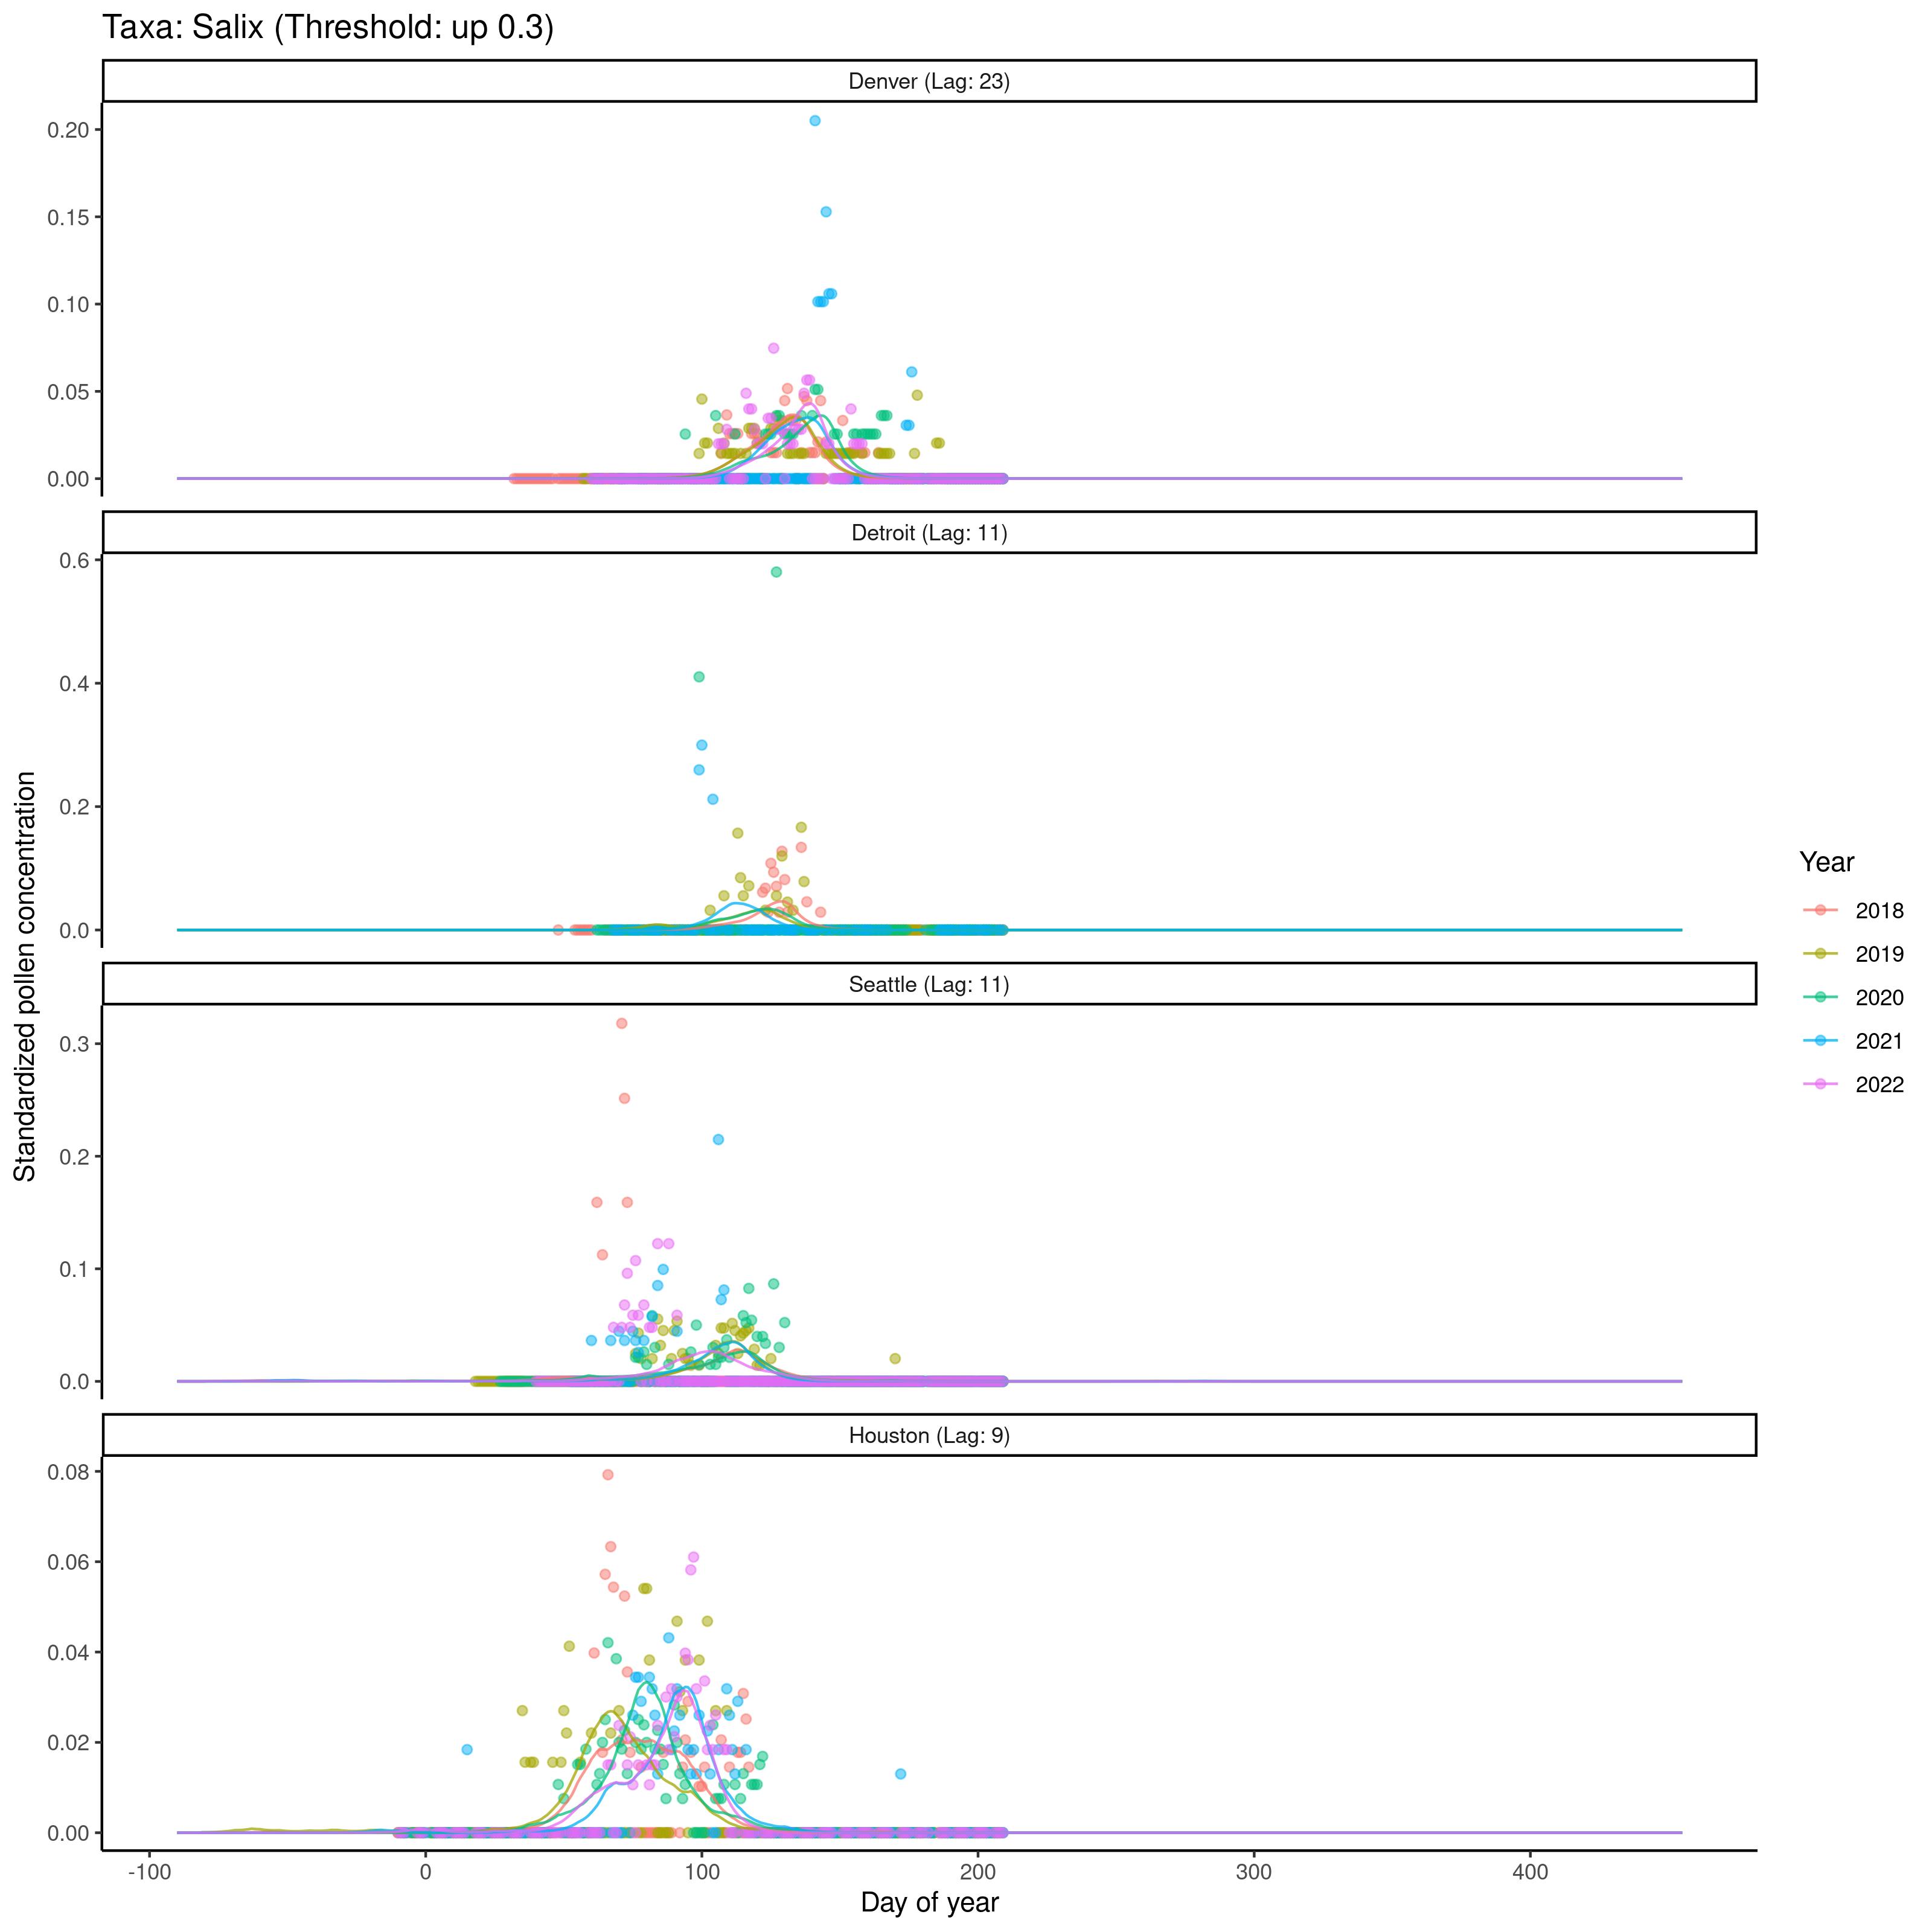 Taxa: Salix (Threshold: up 0.3)
Denver (Lag: 23)
0.20
0.15
0.10
0.05
0.00
Detroit (Lag: 11)
0.6
0.4
0.2
0.0
Seattle (Lag: 11)
0.3
0.2
0.1
0.0
Houston (Lag: 9)
0.08
0.06
0.04
0.02
0.00
-100 0 100 200 300 400
Day of year
Standardized pollen concentration
Year
2018
2019
2020
2021
2022